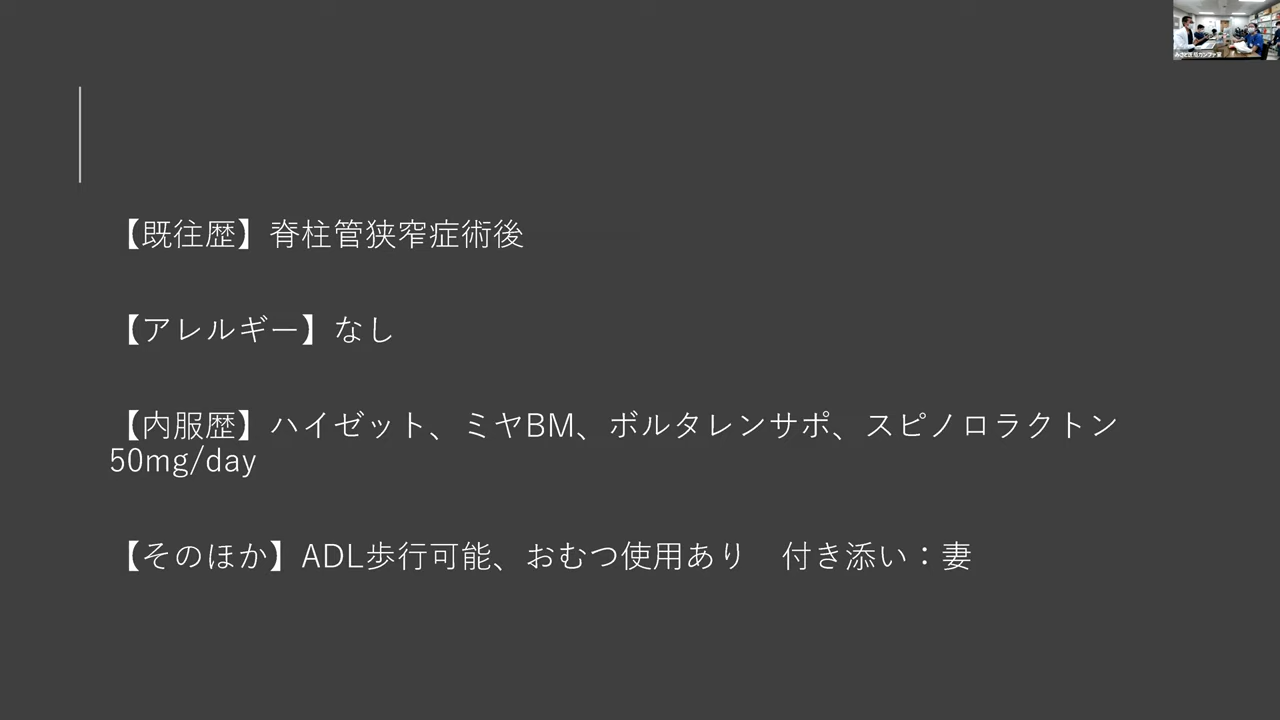 【既往歴】脊柱管狭窄症術後
【アレルギー】なし
【内服歴】ハイゼット、ミヤBM、ボルタレンサポ、スピノロラクトン
50mg/day
【そのほか】ADL歩行可能、おむつ使用あり　付き添い：妻